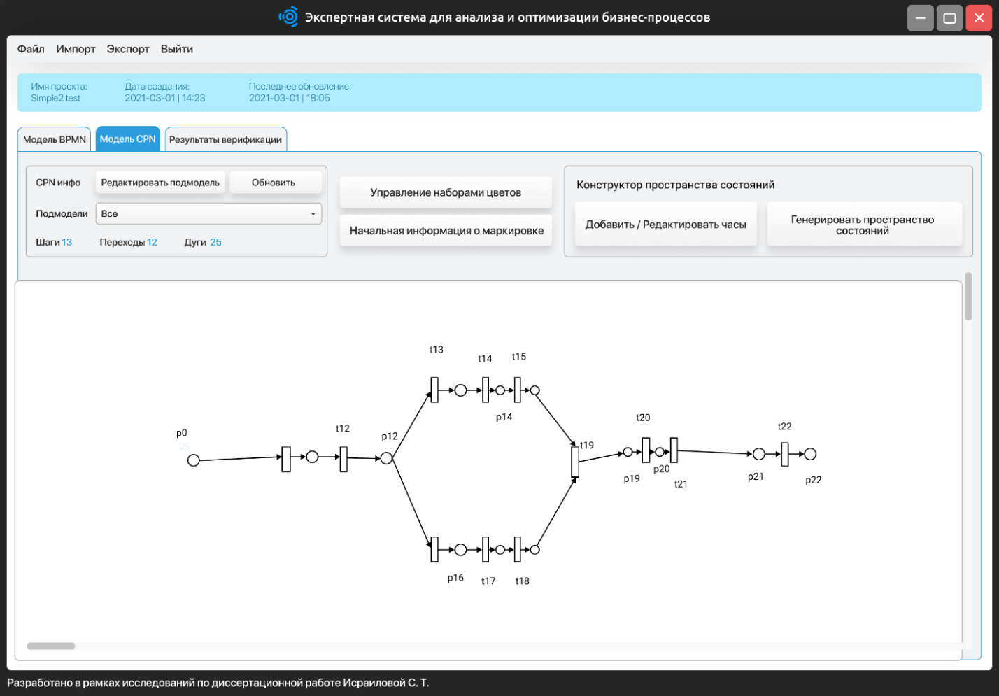 Экспертная система для анализа и оптимизации бизнес-процессов
Файл Импорт Экспорт Выйти
Имя проекта: Дата создания: Последнее обновление:
Simple2 test 2021-03-01 | 14:23 2021-03-01 | 18:05
Модель BPMN Модель CPN Результаты верификации
CPN инфо Редактировать подмодель Обновить
Подмодели Все
Шаги 13 Переходы 12 Дуги 25
Управление наборами цветов
Начальная информация о маркировке
Конструктор пространства состояний
Добавить / Редактировать часы
Генерировать пространство
состояний
t13
t14 t15
p14
t20
t22
t12
p0
25
p12
t19
p19
p20
t21
p21
p22
p16 t17 t18
Разработано в рамках исследований по диссертационной работе Исраиловой С. Т.